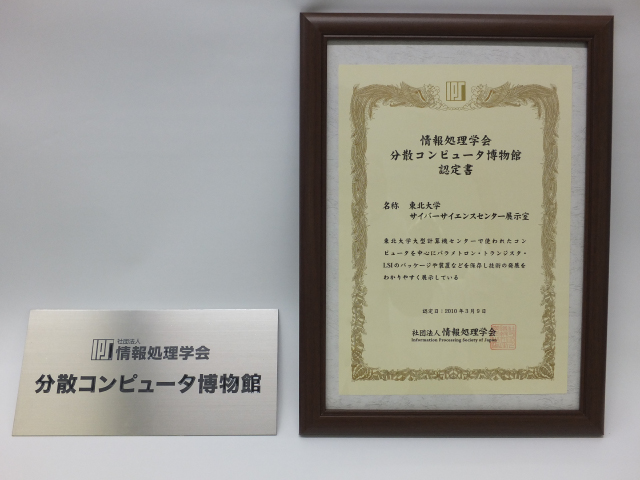 IPSJ
社団法人
情報処理学会
分散コンピュータ博物館
IPSJ
情報処理学会
分散コンピュータ博物館
認定書
名称 東北大学
サイバーサイエンスセンター展示室
東北大学大型計算機センターで使われたコン
ピュータを中心にパラメトロン・トランジスタ・
LSIのパッケージや装置などを保存し技術の発展を
わかりやすく展示している
認定日:2010年3月9日
社団法人 情報処理学会
Information Processing Society of Japan